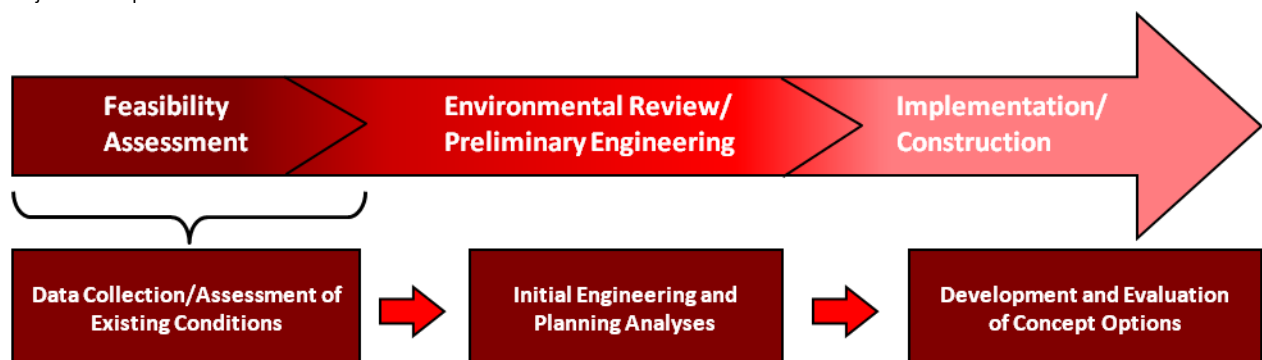 Feasibility
Assessment
Environmental Review/
Preliminary Engineering
Implementation/
Construction
Data Collection/Assessment of
Existing Conditions
Initial Engineering and
Planning Analyses
Development and Evaluation
of Concept Options